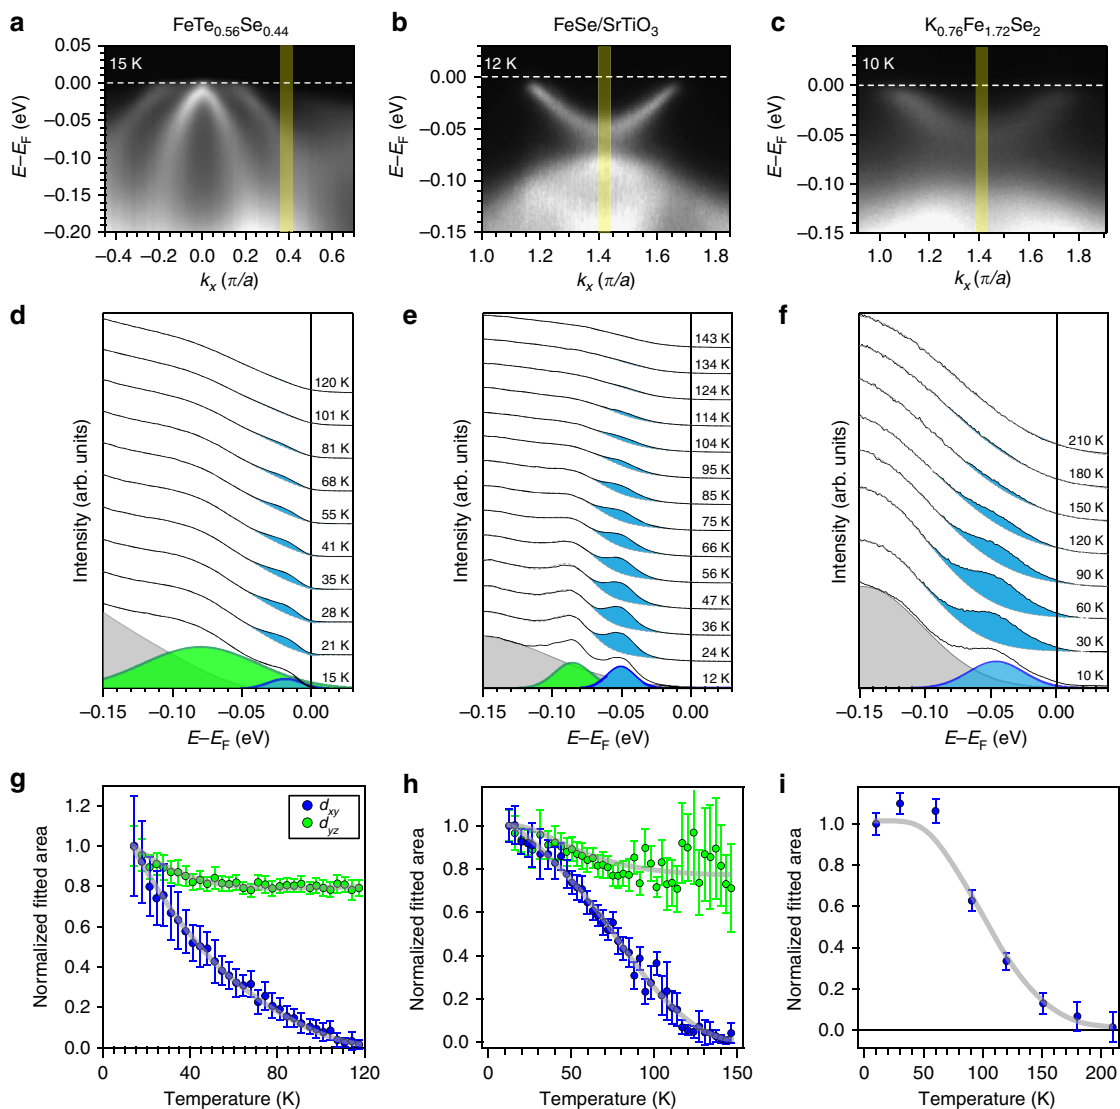 a FeTe0.56Se0.44
b FeSe/SrTiO3
c K0.76Fe1.72Se2
15 K
0.05
0.00
−0.05
−0.10
−0.15
−0.20
E–EF (eV)
−0.4 −0.2 0.0 0.2 0.4 0.6
kx (π/a)
12 K
0.00
−0.05
−0.10
−0.15
E–EF (eV)
1.0 1.2 1.4 1.6 1.8
kx (π/a)
10 K
0.00
−0.05
−0.10
−0.15
E–EF (eV)
1.0 1.2 1.4 1.6 1.8
kx (π/a)
d
Intensity (arb. units)
120 K
101 K
81 K
68 K
55 K
41 K
35 K
28 K
21 K
15 K
−0.15 −0.10 −0.05 0.00
E–EF (eV)
e
Intensity (arb. units)
143 K
134 K
124 K
114 K
104 K
95 K
85 K
75 K
66 K
56 K
47 K
36 K
24 K
12 K
−0.15 −0.10 −0.05 0.00
E–EF (eV)
f
Intensity (arb. units)
210 K
180 K
150 K
120 K
90 K
60 K
30 K
10 K
−0.15 −0.10 −0.05 0.00
E–EF (eV)
g
Normalized fitted area
1.2
1.0
0.8
0.6
0.4
0.2
0.0
dxy
dyz
0 40 80 120
Temperature (K)
h
Normalized fitted area
1.0
0.8
0.6
0.4
0.2
0.0
0 50 100 150
Temperature (K)
i
Normalized fitted area
1.0
0.8
0.6
0.4
0.2
0.0
0 50 100 150 200
Temperature (K)